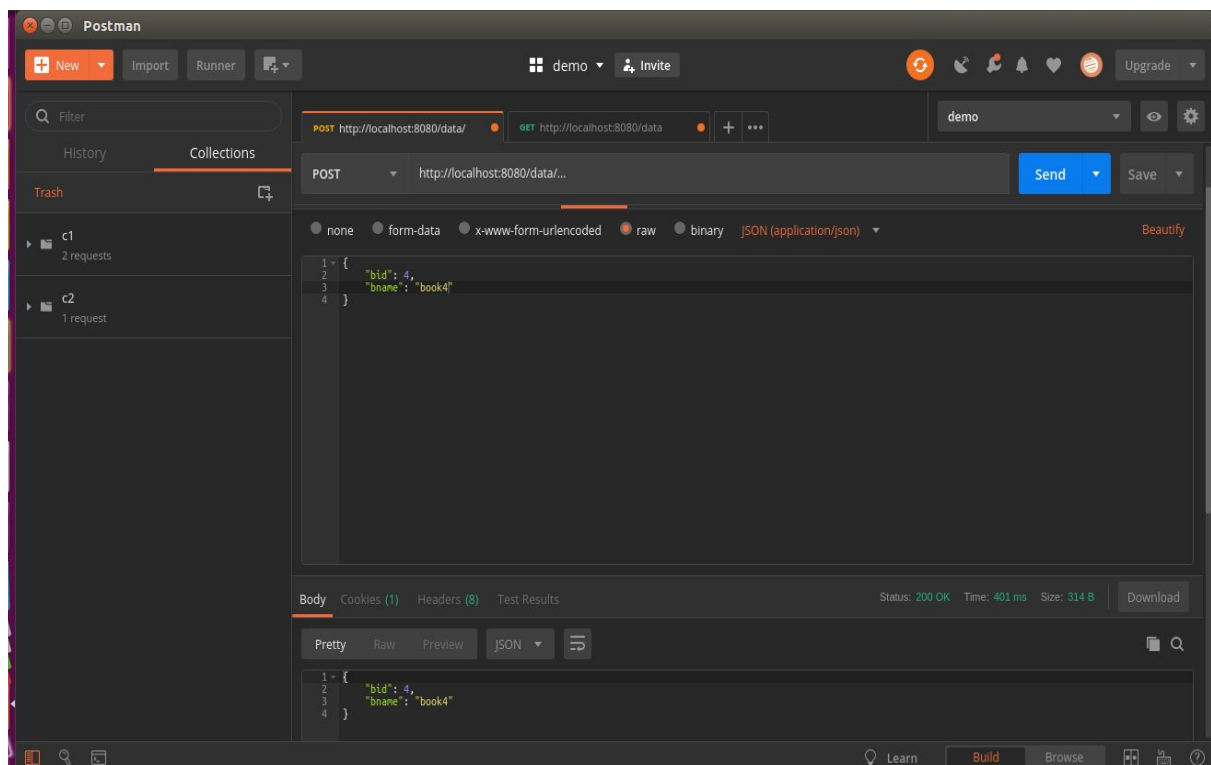 Postman
New Import Runner demo Invite Upgrade
Filter
History Collections
Trash
c1
2 requests
c2
1 request
POST http://localhost:8080/data/ GET http://localhost:8080/data + ••• demo
POST http://localhost:8080/data/... Send Save
none form-data x-www-form-urlencoded raw binary JSON (application/json) Beautify
1 {
2 "bid": 4,
3 "bname": "book4"
4 }
Body Cookies (1) Headers (8) Test Results Status: 200 OK Time: 401 ms Size: 314 B Download
Pretty Raw Preview JSON
1 {
2 "bid": 4,
3 "bname": "book4"
4 }
Learn Build Browse